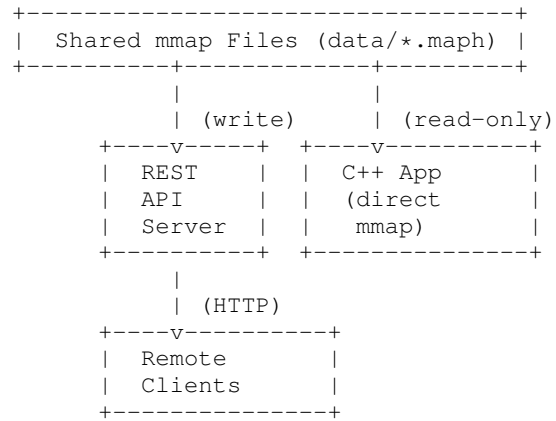 Shared mmap Files (data/*.maph)
(write) (read-only)
REST C++ App
API (direct
Server mmap)
(HTTP)
Remote
Clients